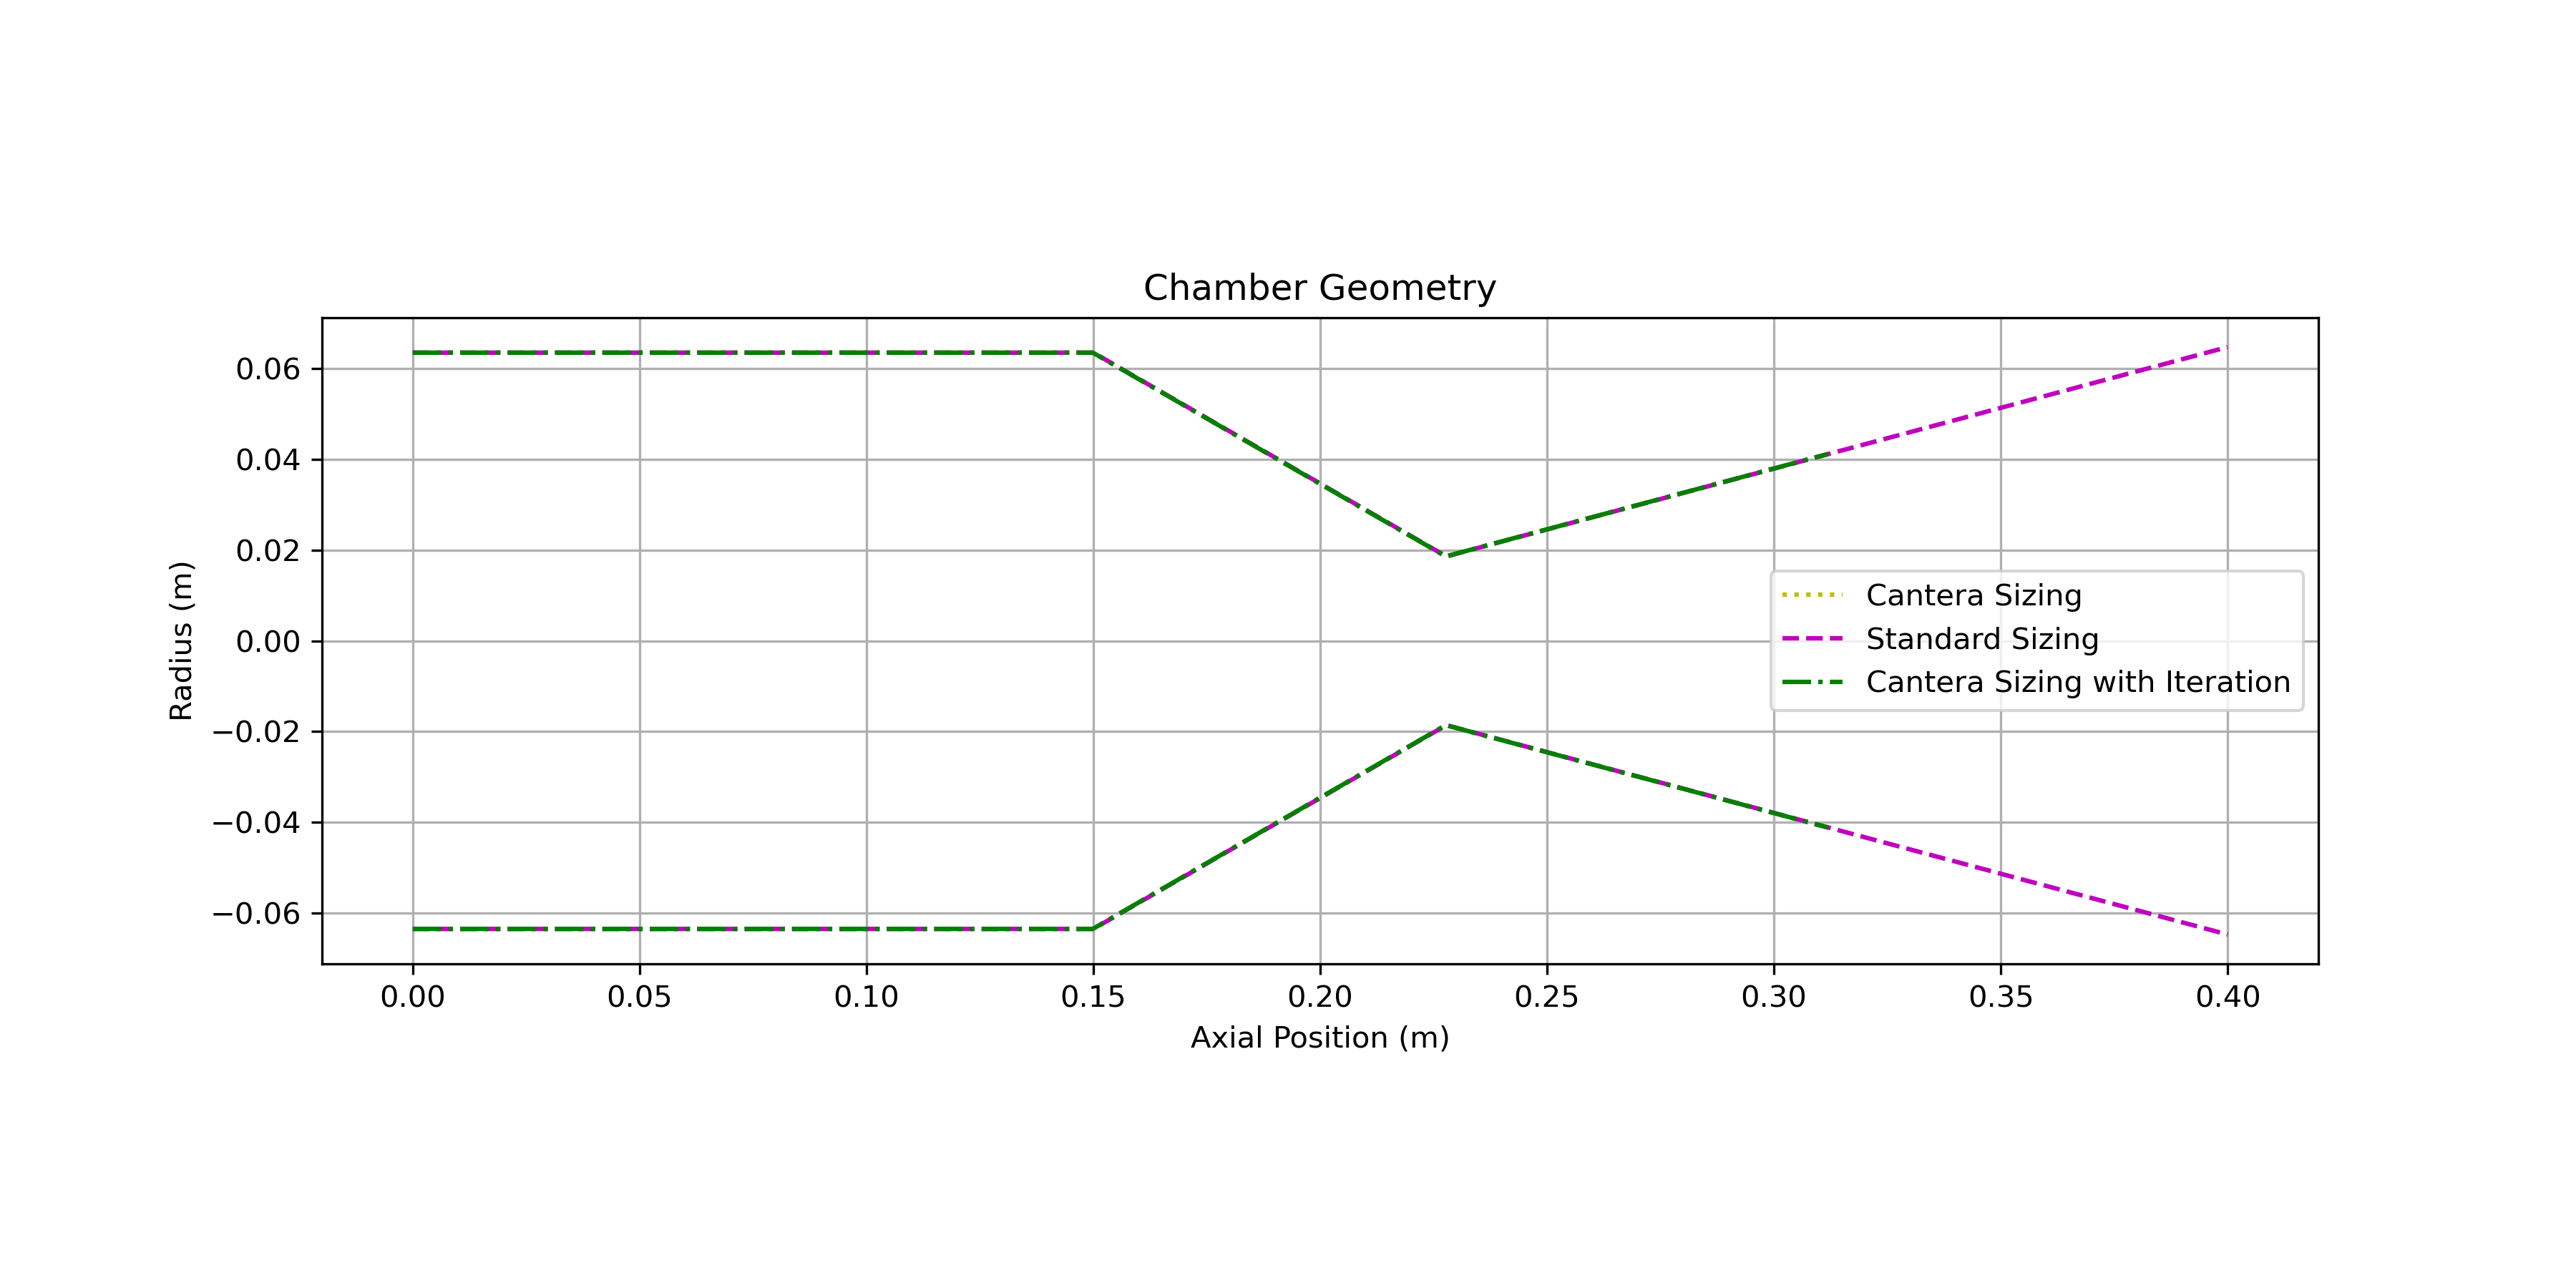 Chamber Geometry
0.06
0.04
0.02
0.00
−0.02
−0.04
−0.06
Radius (m)
Cantera Sizing
Standard Sizing
Cantera Sizing with Iteration
0.00 0.05 0.10 0.15 0.20 0.25 0.30 0.35 0.40
Axial Position (m)